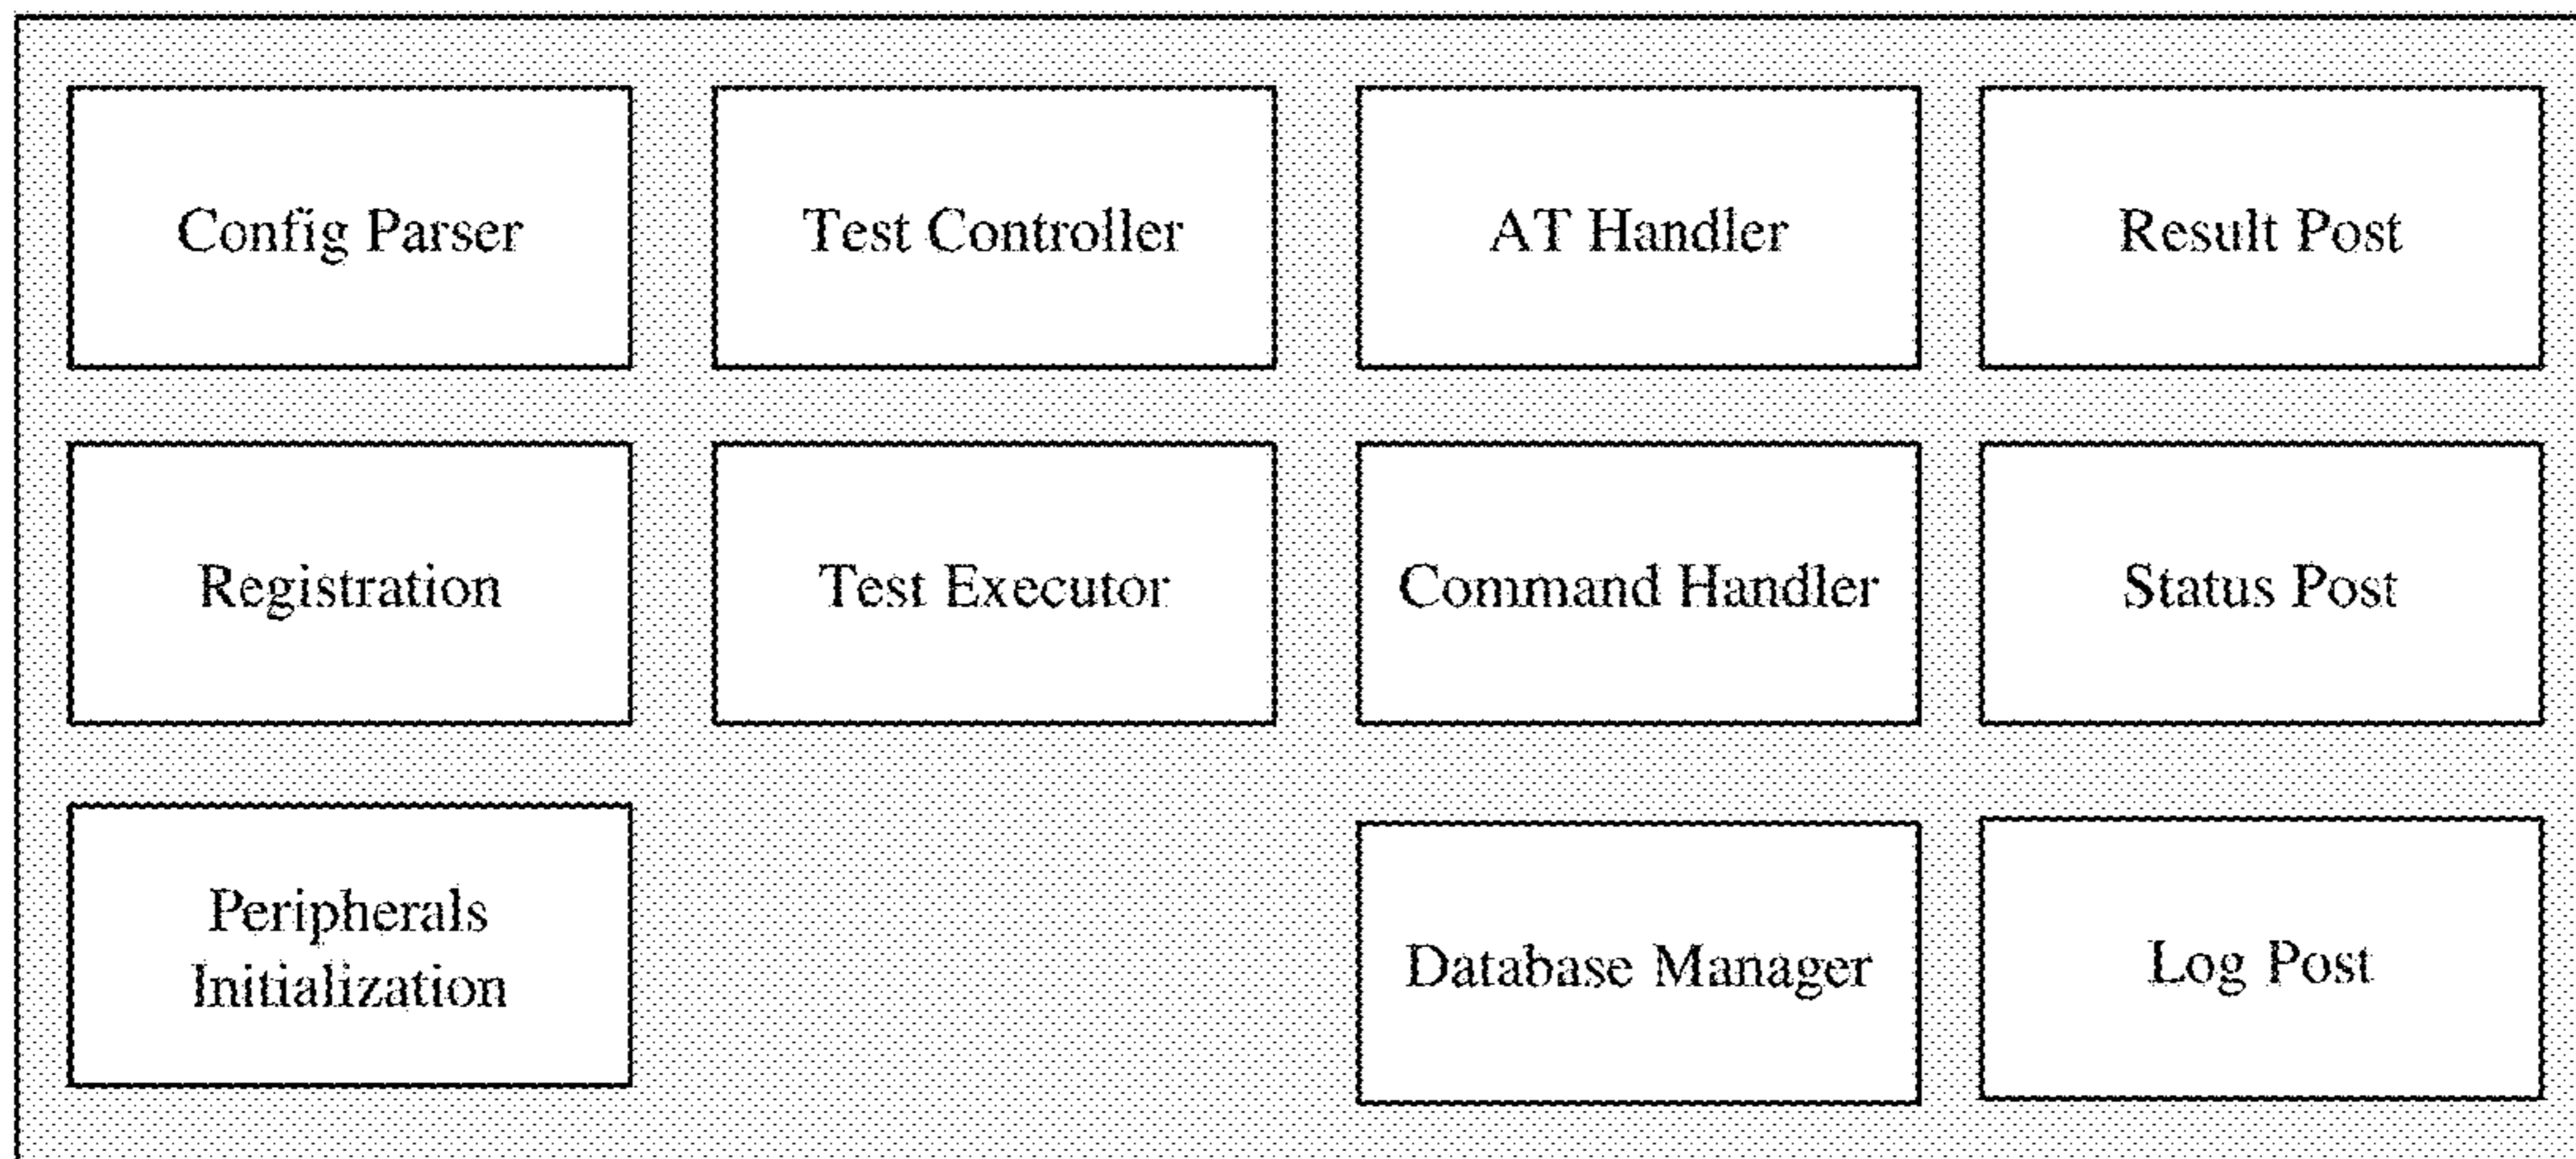 Config Parser
Test Controller
AT Handler
Result Post
Registration
Test Executor
Command Handler
Status Post
Peripherals
Initialization
Database Manager
Log Post